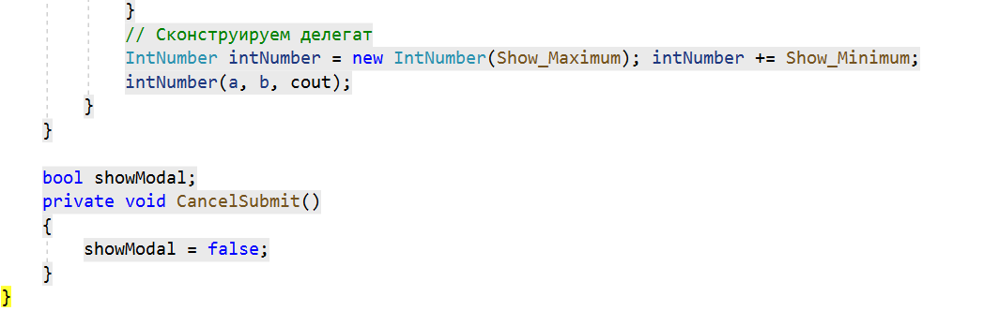 }
// Сконструируем делегат
IntNumber intNumber = new IntNumber(Show_Maximum); intNumber += Show_Minimum;
intNumber(a, b, cout);
}
}
bool showModal;
private void CancelSubmit()
{
showModal = false;
}
}